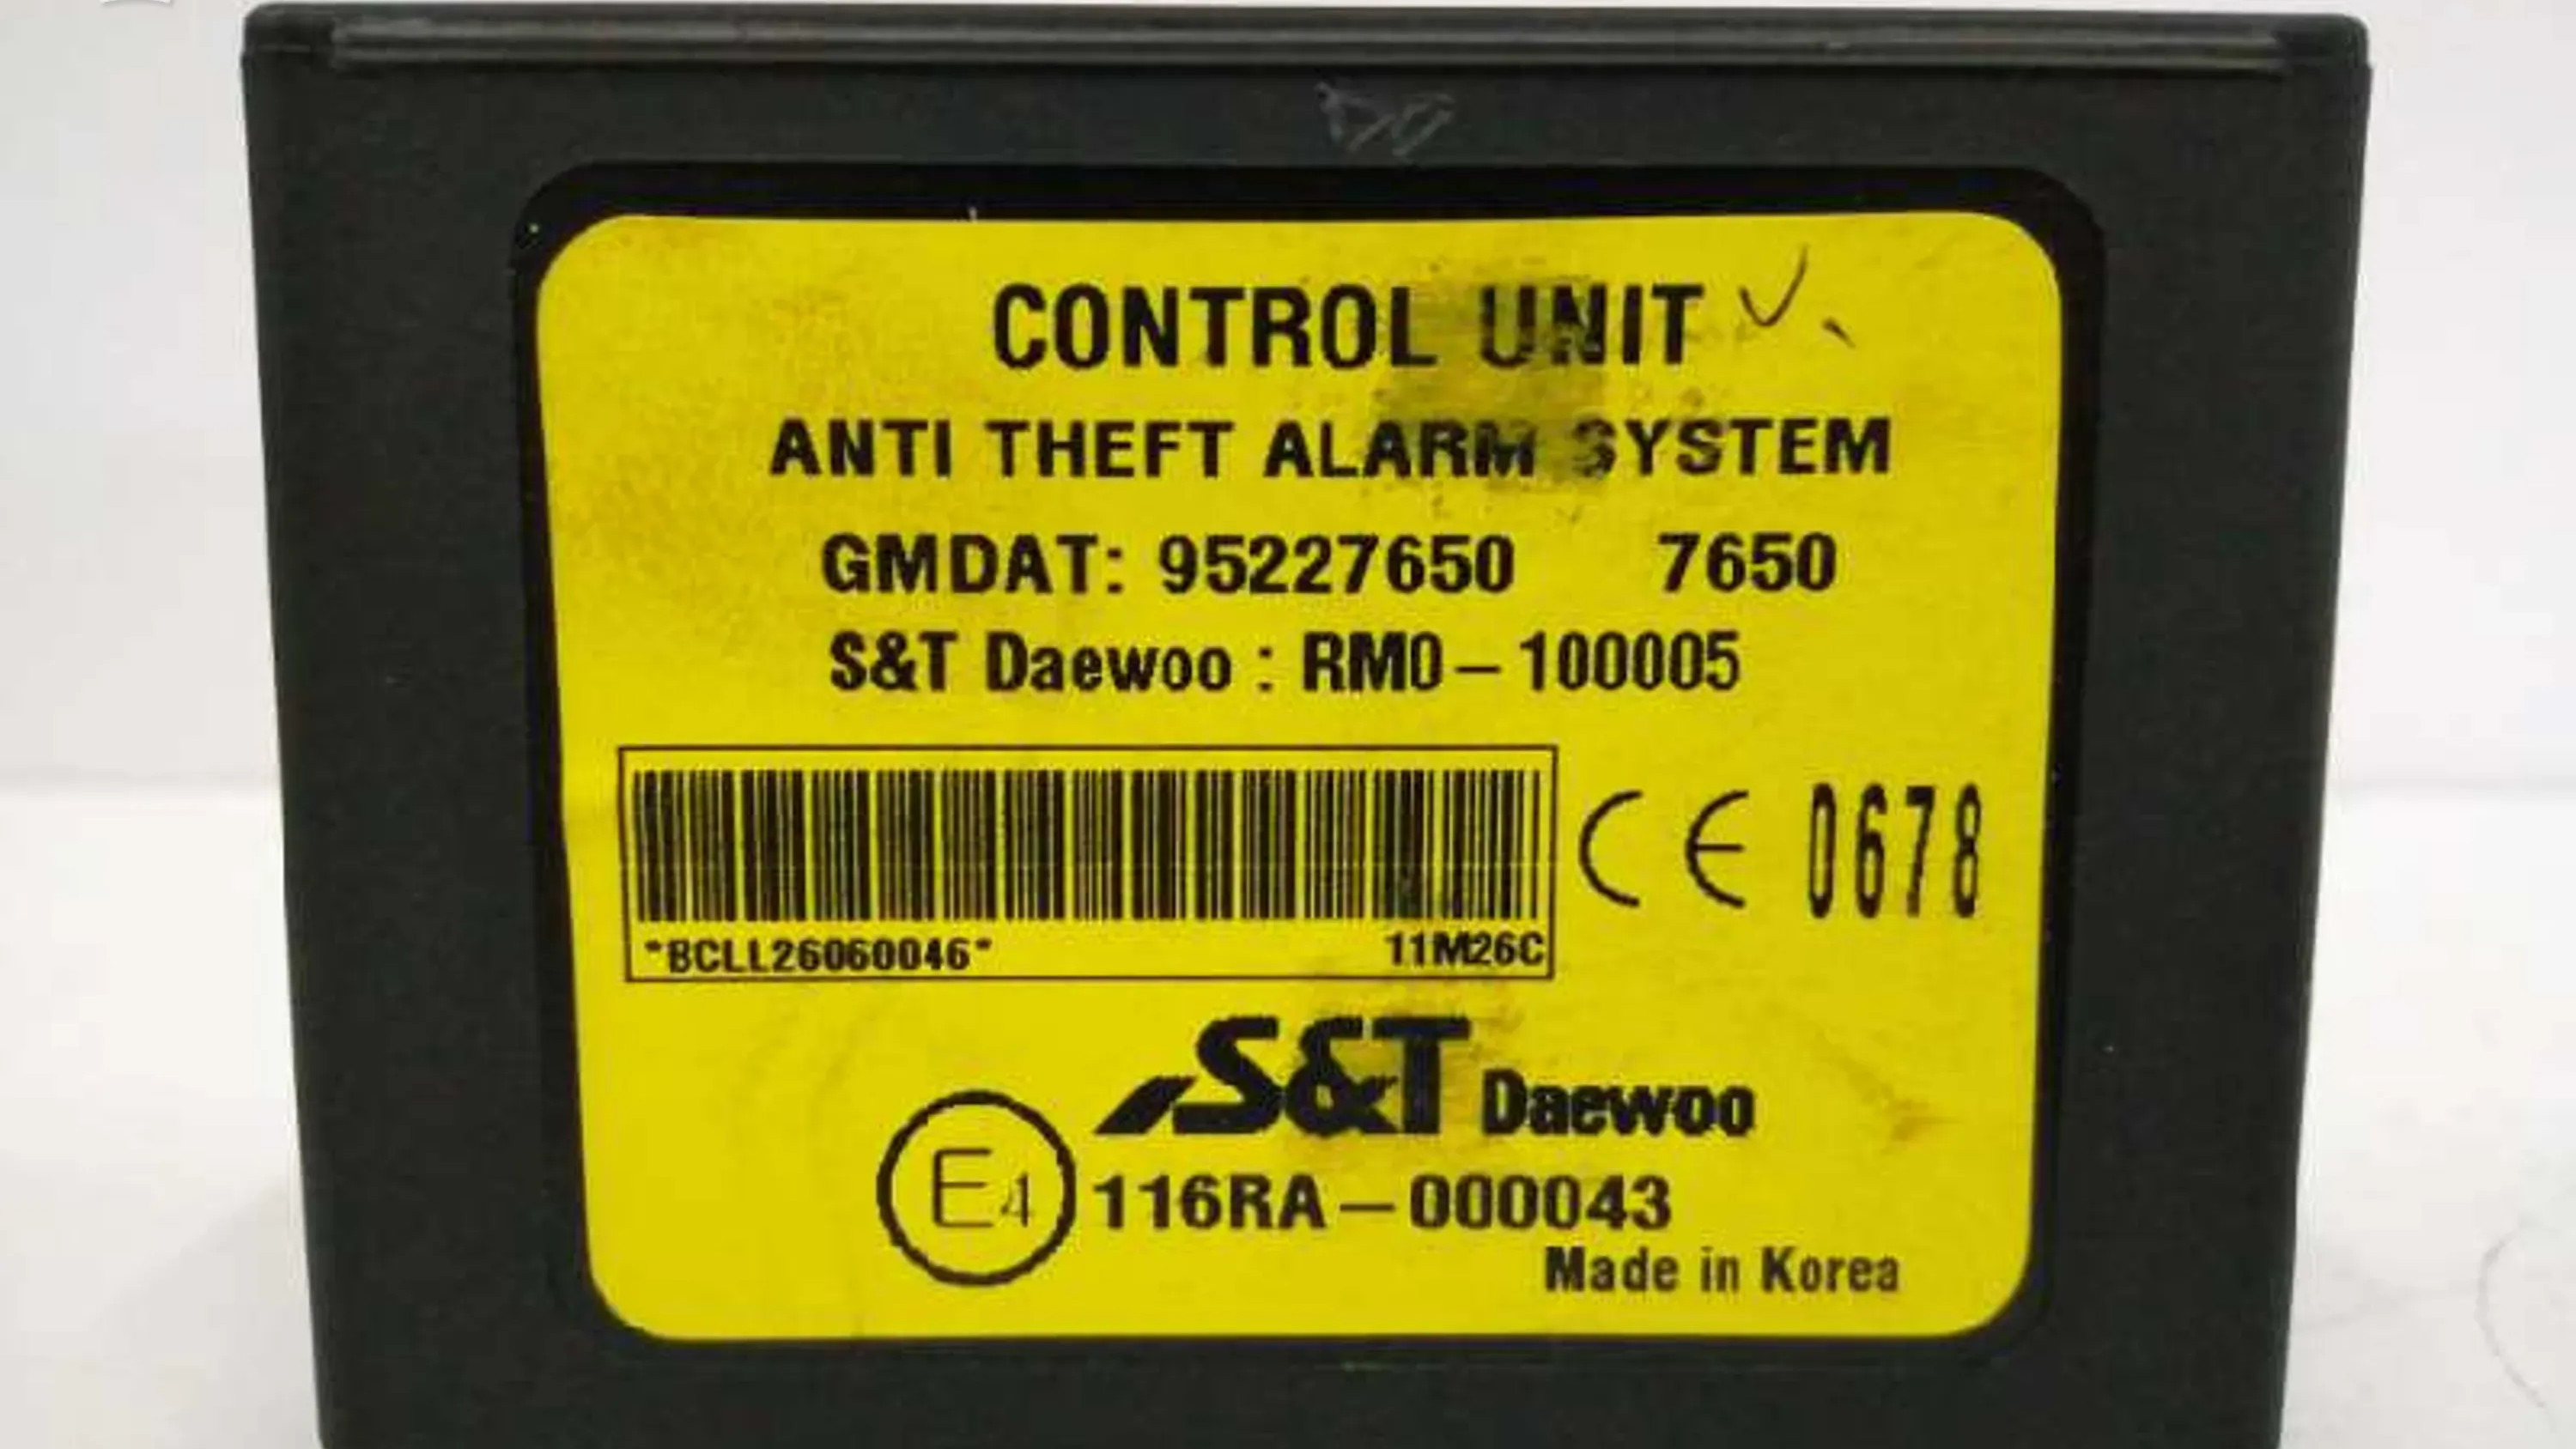 CONTROL UNIT
ANTI THEFT ALARM SYSTEM
GMDAT: 95227650 7650
S&T Daewoo : RM0-100005
*BCLL26060046* 11M26C
CE 0678
S&T Daewoo
E4 116RA-000043
Made in Korea